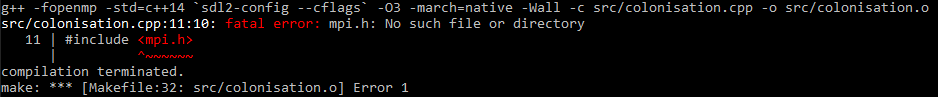 g++ -fopenmp -std=c++14 `sdl2-config --cflags` -O3 -march=native -Wall -c src/colonisation.cpp -o src/colonisation.o
src/colonisation.cpp:11:10: fatal error: mpi.h: No such file or directory
   11 | #include <mpi.h>
      |          ^~~~~~~
compilation terminated.
make: *** [Makefile:32: src/colonisation.o] Error 1